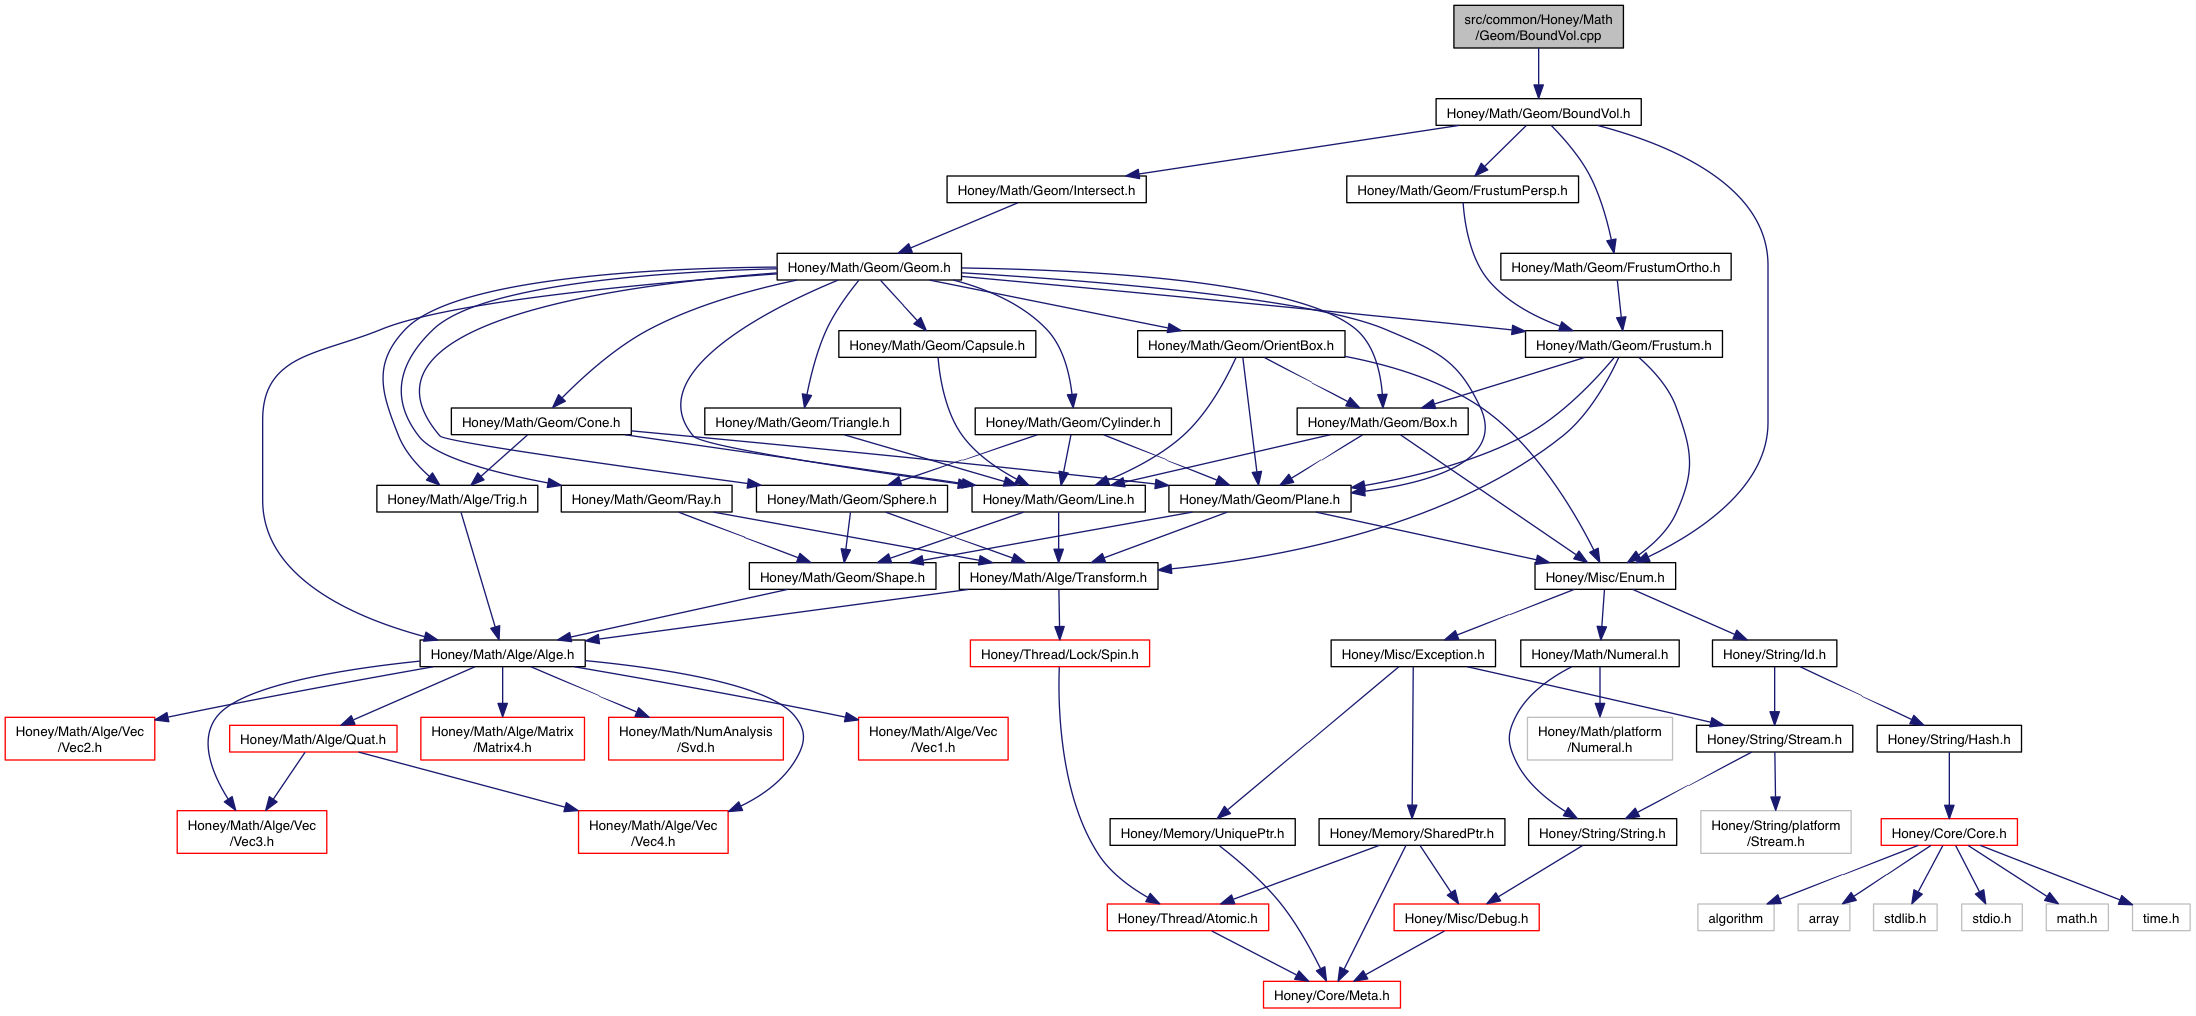 src/common/Honey/Math
/Geom/BoundVol.cpp
Honey/Math/Geom/BoundVol.h
Honey/Math/Geom/Intersect.h
Honey/Math/Geom/FrustumPersp.h
Honey/Math/Geom/Geom.h
Honey/Math/Geom/FrustumOrtho.h
Honey/Math/Geom/Capsule.h
Honey/Math/Geom/OrientBox.h
Honey/Math/Geom/Frustum.h
Honey/Math/Geom/Cone.h
Honey/Math/Geom/Triangle.h
Honey/Math/Geom/Cylinder.h
Honey/Math/Geom/Box.h
Honey/Math/Alge/Trig.h
Honey/Math/Geom/Ray.h
Honey/Math/Geom/Sphere.h
Honey/Math/Geom/Line.h
Honey/Math/Geom/Plane.h
Honey/Math/Geom/Shape.h
Honey/Math/Alge/Transform.h
Honey/Misc/Enum.h
Honey/Math/Alge/Alge.h
Honey/Thread/Lock/Spin.h
Honey/Misc/Exception.h
Honey/Math/Numeral.h
Honey/String/Id.h
Honey/Math/Alge/Vec
/Vec2.h
Honey/Math/Alge/Quat.h
Honey/Math/Alge/Matrix
/Matrix4.h
Honey/Math/NumAnalysis
/Svd.h
Honey/Math/Alge/Vec
/Vec1.h
Honey/Math/platform
/Numeral.h
Honey/String/Stream.h
Honey/String/Hash.h
Honey/Math/Alge/Vec
/Vec3.h
Honey/Math/Alge/Vec
/Vec4.h
Honey/Memory/UniquePtr.h
Honey/Memory/SharedPtr.h
Honey/String/String.h
Honey/String/platform
/Stream.h
Honey/Core/Core.h
Honey/Thread/Atomic.h
Honey/Misc/Debug.h
algorithm
array
stdlib.h
stdio.h
math.h
time.h
Honey/Core/Meta.h